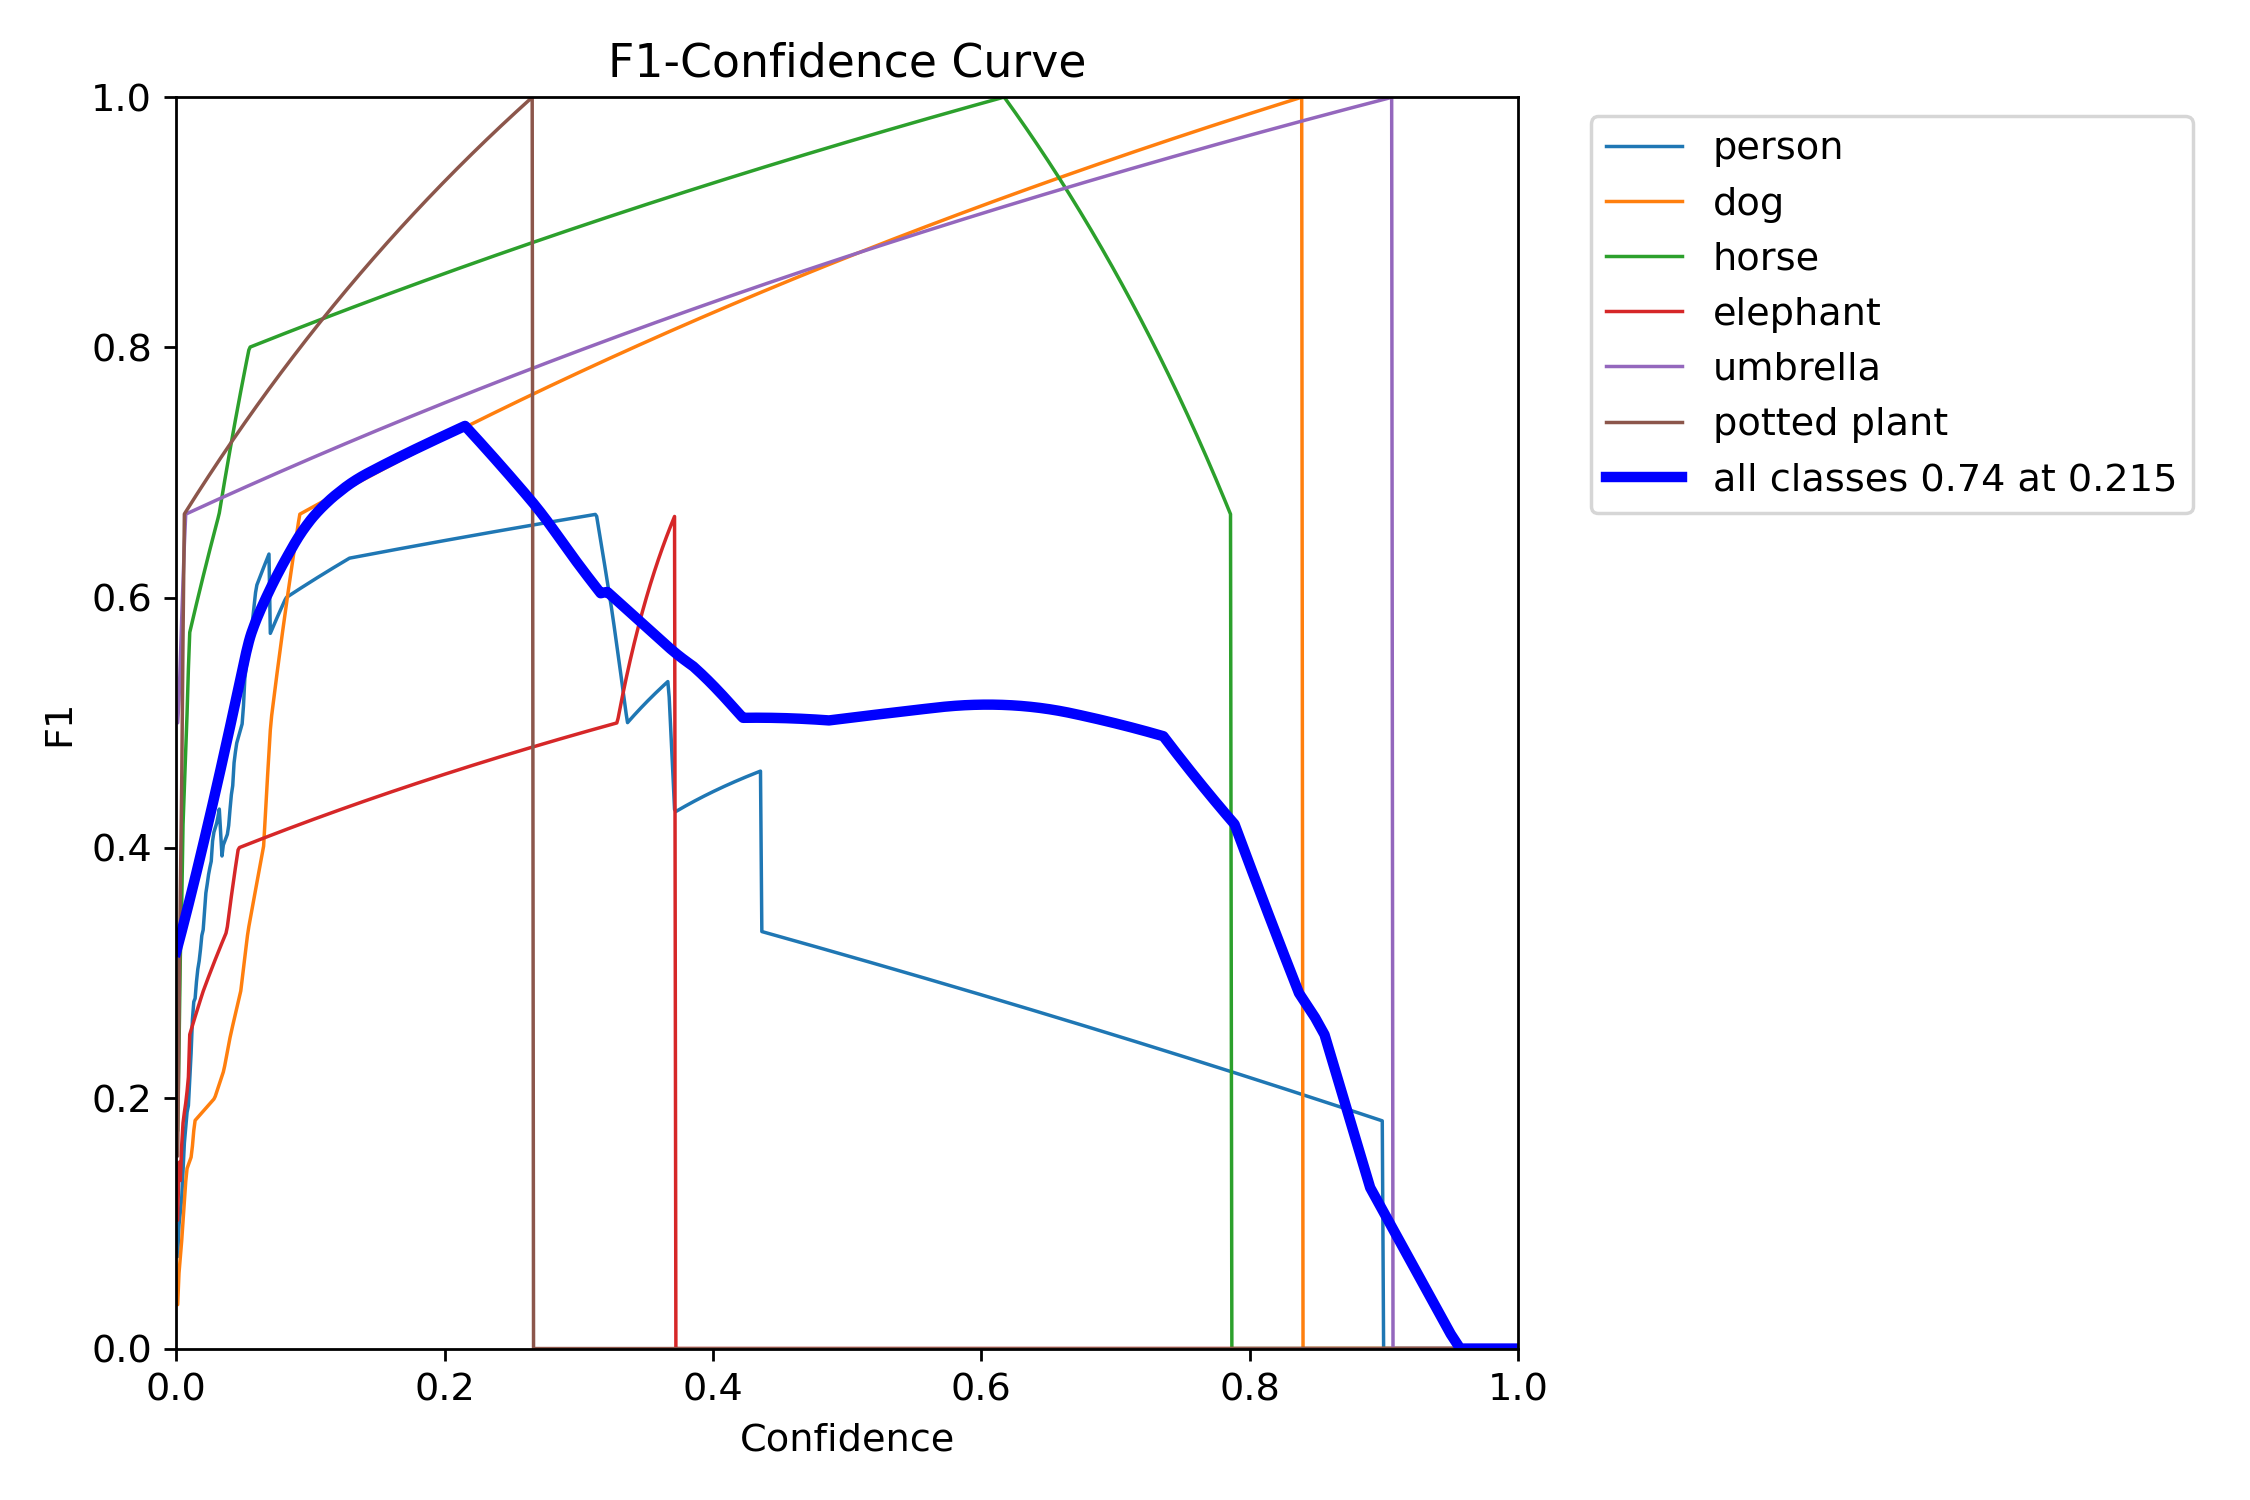 F1-Confidence Curve
1.0
0.8
0.6
0.4
0.2
0.0
F1
0.0 0.2 0.4 0.6 0.8 1.0
Confidence
person
dog
horse
elephant
umbrella
potted plant
all classes 0.74 at 0.215